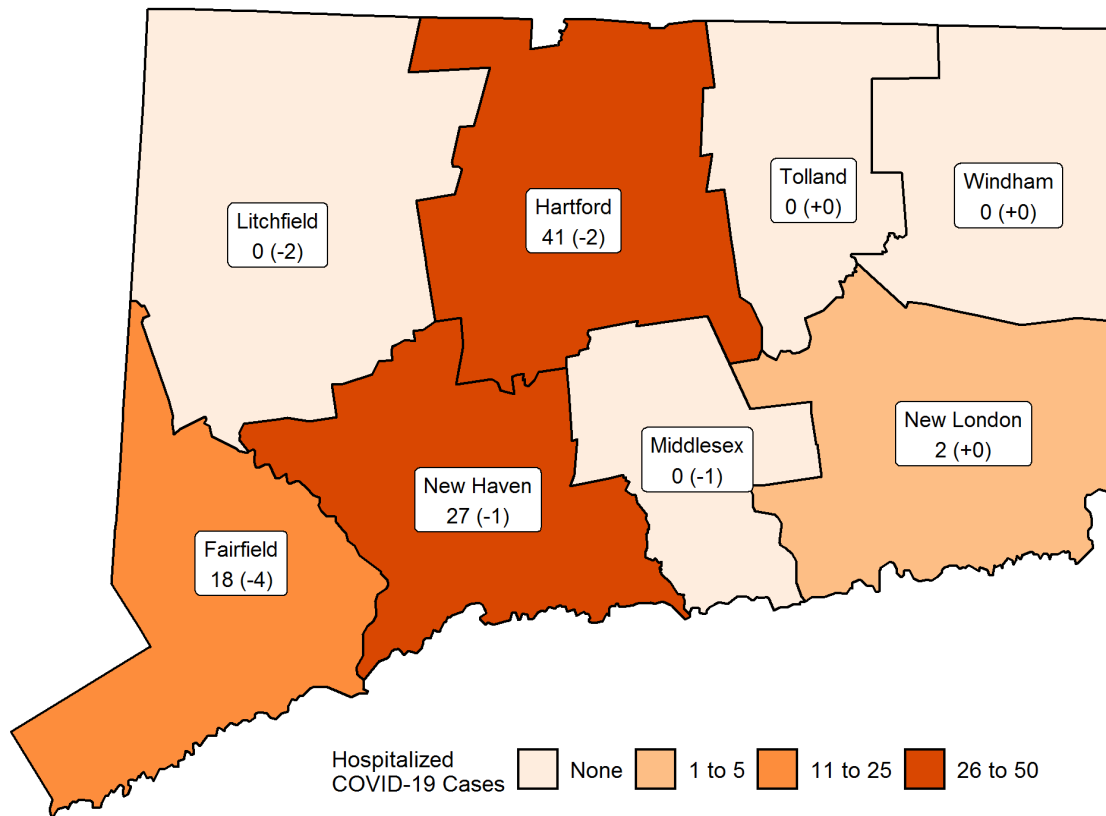 Tolland
0 (+0)
Windham
0 (+0)
Hartford
41 (-2)
Litchfield
0 (-2)
New London
2 (+0)
Middlesex
0 (-1)
New Haven
27 (-1)
Fairfield
18 (-4)
Hospitalized
COVID-19 Cases
None
1 to 5
11 to 25
26 to 50